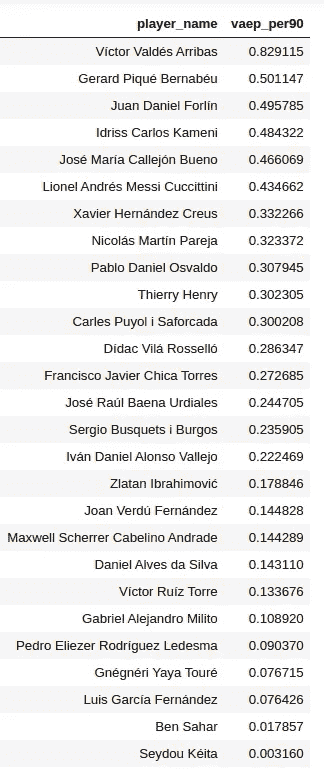 player_name vaep_per90
Víctor Valdés Arribas 0.829115
Gerard Piqué Bernabéu 0.501147
Juan Daniel Forlín 0.495785
Idriss Carlos Kameni 0.484322
José María Callejón Bueno 0.466069
Lionel Andrés Messi Cuccittini 0.434662
Xavier Hernández Creus 0.332266
Nicolás Martín Pareja 0.323372
Pablo Daniel Osvaldo 0.307945
Thierry Henry 0.302305
Carles Puyol i Saforcada 0.300208
Dídac Vilá Rosselló 0.286347
Francisco Javier Chica Torres 0.272685
José Raúl Baena Urdiales 0.244705
Sergio Busquets i Burgos 0.235905
Iván Daniel Alonso Vallejo 0.222469
Zlatan Ibrahimović 0.178846
Joan Verdú Fernández 0.144828
Maxwell Scherrer Cabelino Andrade 0.144289
Daniel Alves da Silva 0.143110
Víctor Ruíz Torre 0.133676
Gabriel Alejandro Milito 0.108920
Pedro Eliezer Rodríguez Ledesma 0.090370
Gnégnéri Yaya Touré 0.076715
Luis García Fernández 0.076426
Ben Sahar 0.017857
Seydou Kéita 0.003160